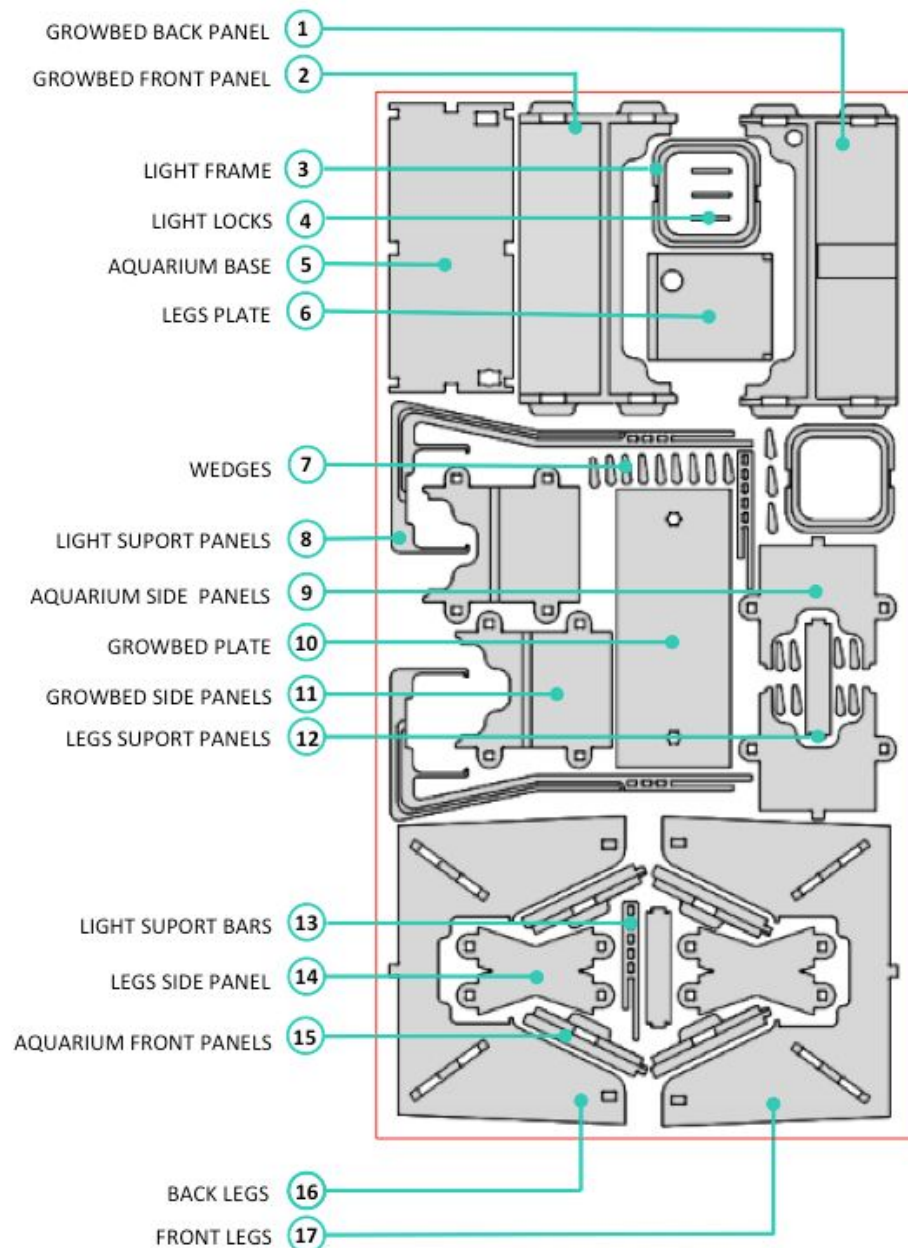 GROWBED BACK PANEL 1
GROWBED FRONT PANEL 2
LIGHT FRAME 3
LIGHT LOCKS 4
AQUARIUM BASE 5
LEGS PLATE 6
WEDGES 7
LIGHT SUPORT PANELS 8
AQUARIUM SIDE PANELS 9
GROWBED PLATE 10
GROWBED SIDE PANELS 11
LEGS SUPORT PANELS 12
LIGHT SUPORT BARS 13
LEGS SIDE PANEL 14
AQUARIUM FRONT PANELS 15
BACK LEGS 16
FRONT LEGS 17